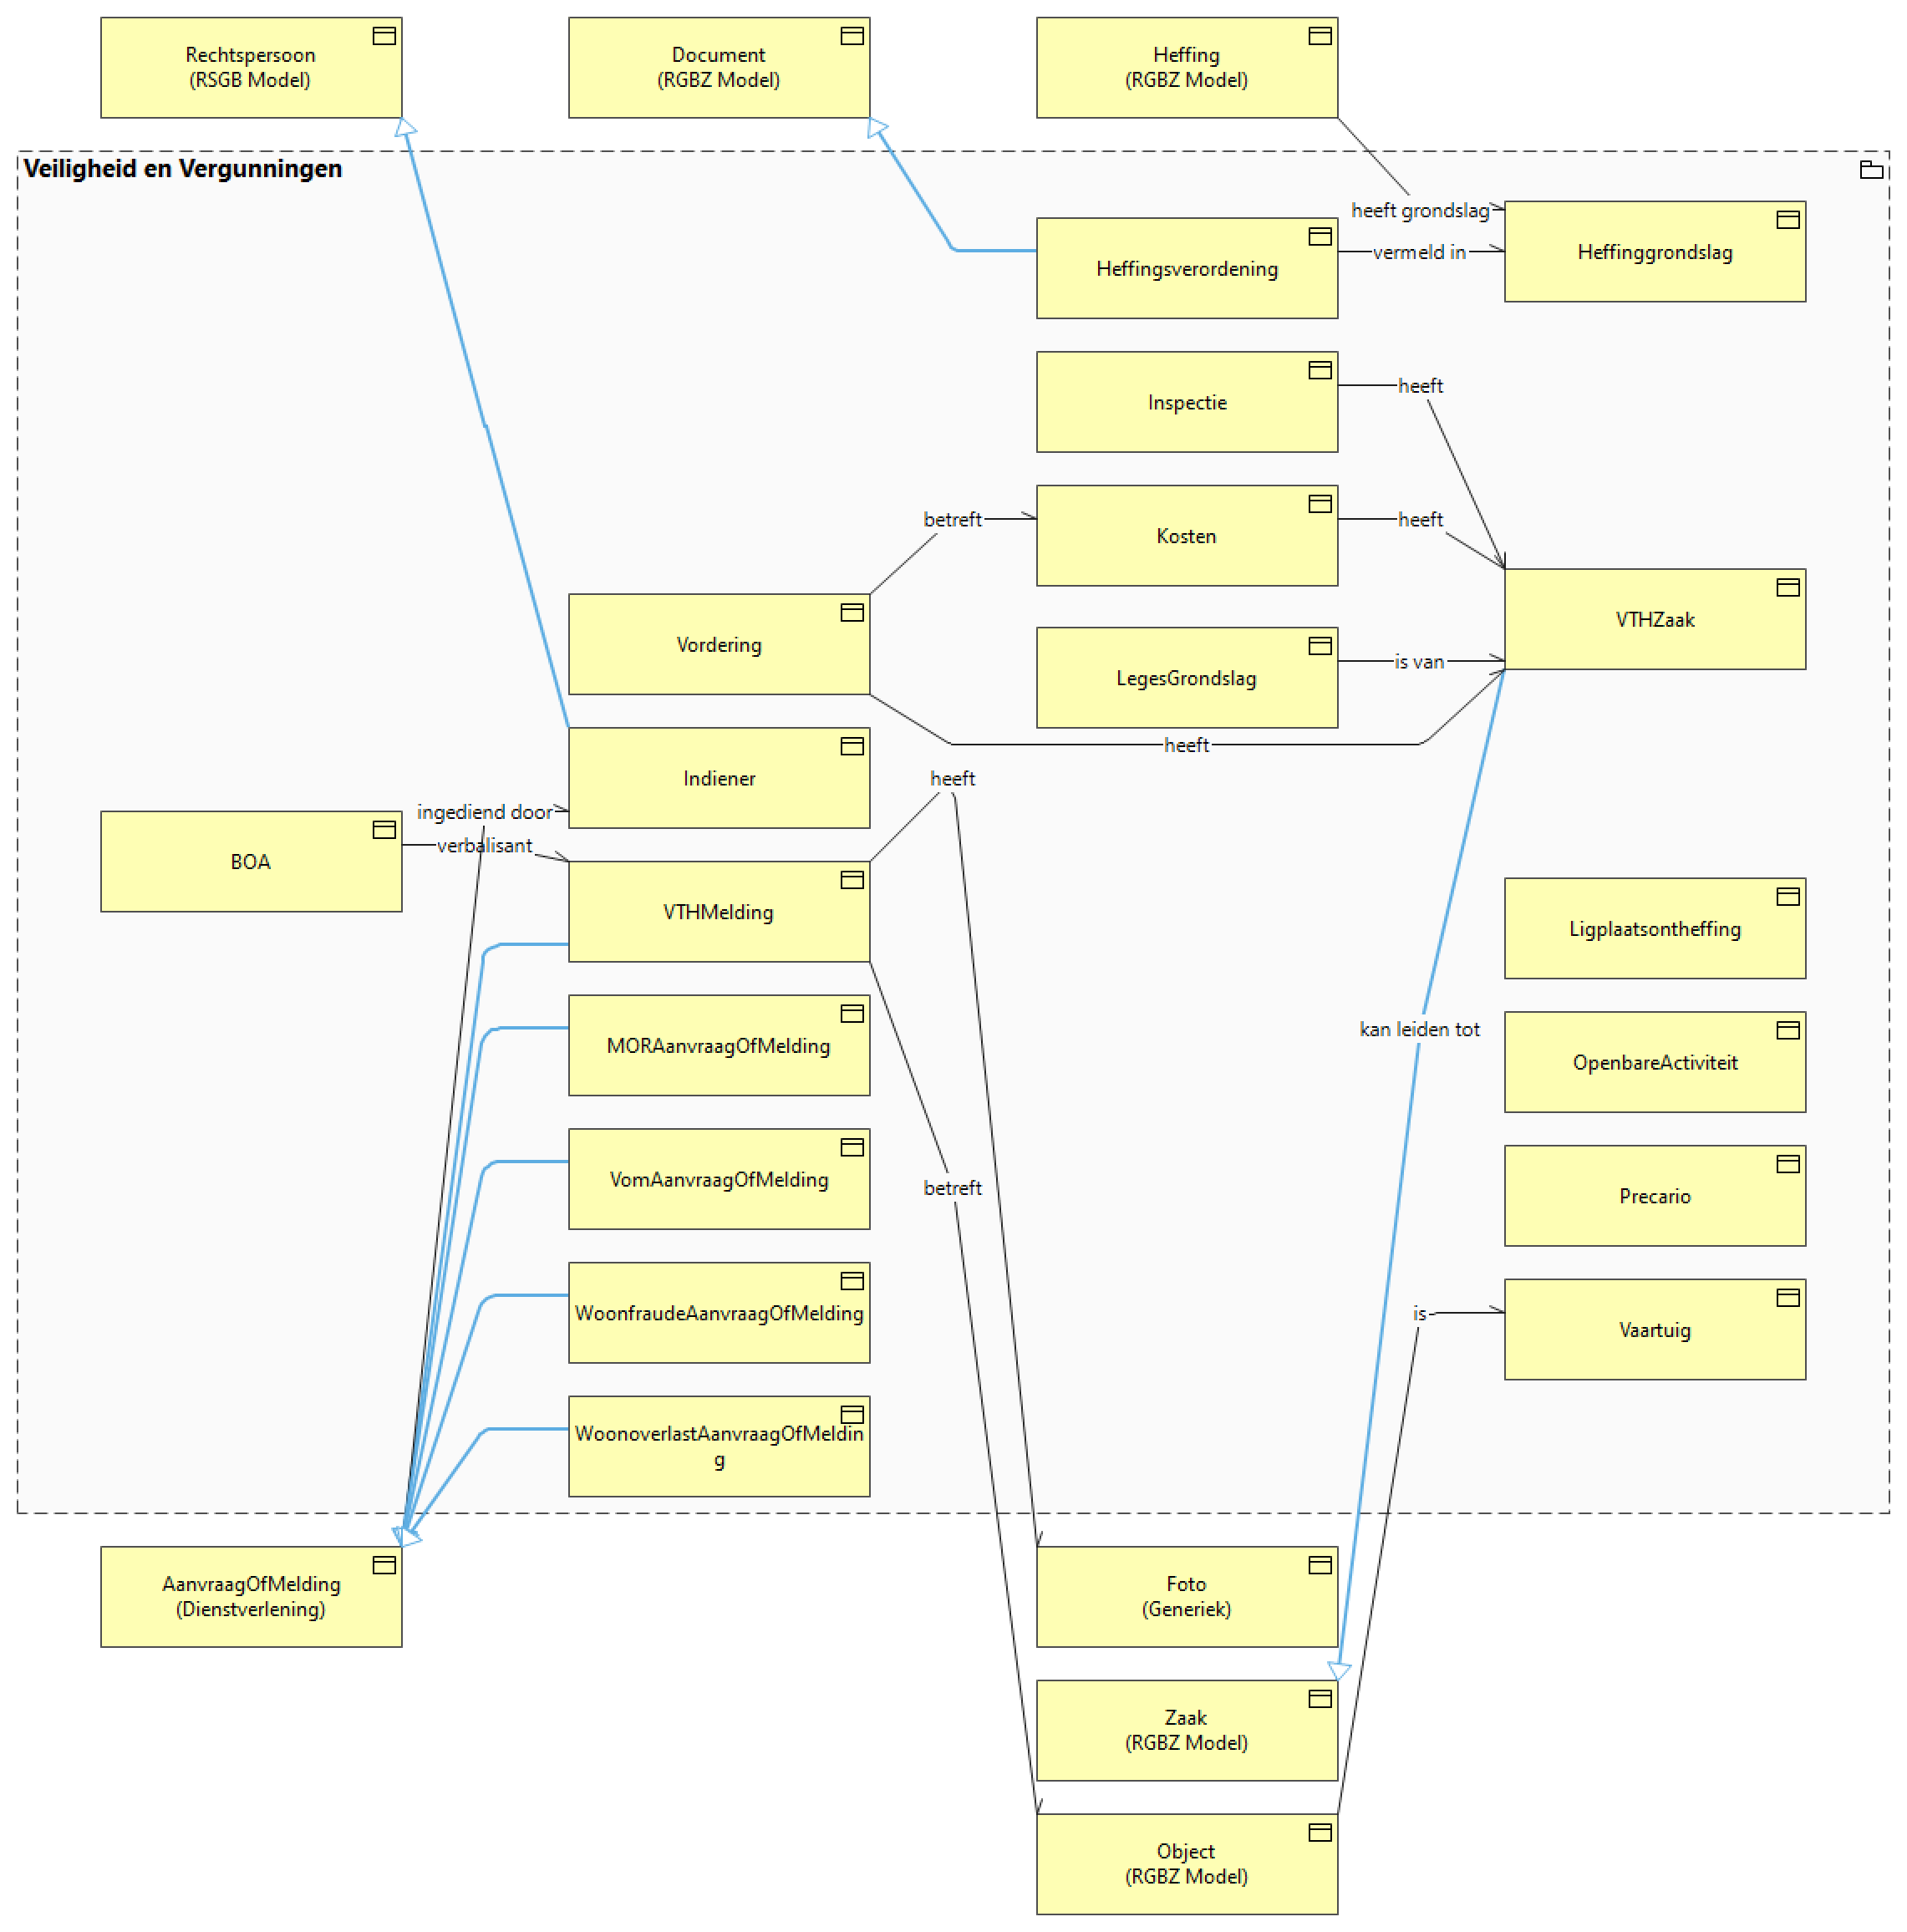 Rechtspersoon
(RSGB Model)
Document
(RGBZ Model)
Heffing
(RGBZ Model)
Veiligheid en Vergunningen
heeft grondslag
Heffingsverordening
vermeld in
Heffinggrondslag
Inspectie
heeft
betreft
Kosten
heeft
VTHZaak
Vordering
LegesGrondslag
is van
heeft
Indiener
heeft
ingediend door
BOA
verbalisant
VTHMelding
Ligplaatsontheffing
MORAanvraagOfMelding
kan leiden tot
OpenbareActiviteit
VomAanvraagOfMelding
betreft
Precario
WoonfraudeAanvraagOfMelding
is
Vaartuig
WoonoverlastAanvraagOfMeldin
g
AanvraagOfMelding
(Dienstverlening)
Foto
(Generiek)
Zaak
(RGBZ Model)
Object
(RGBZ Model)